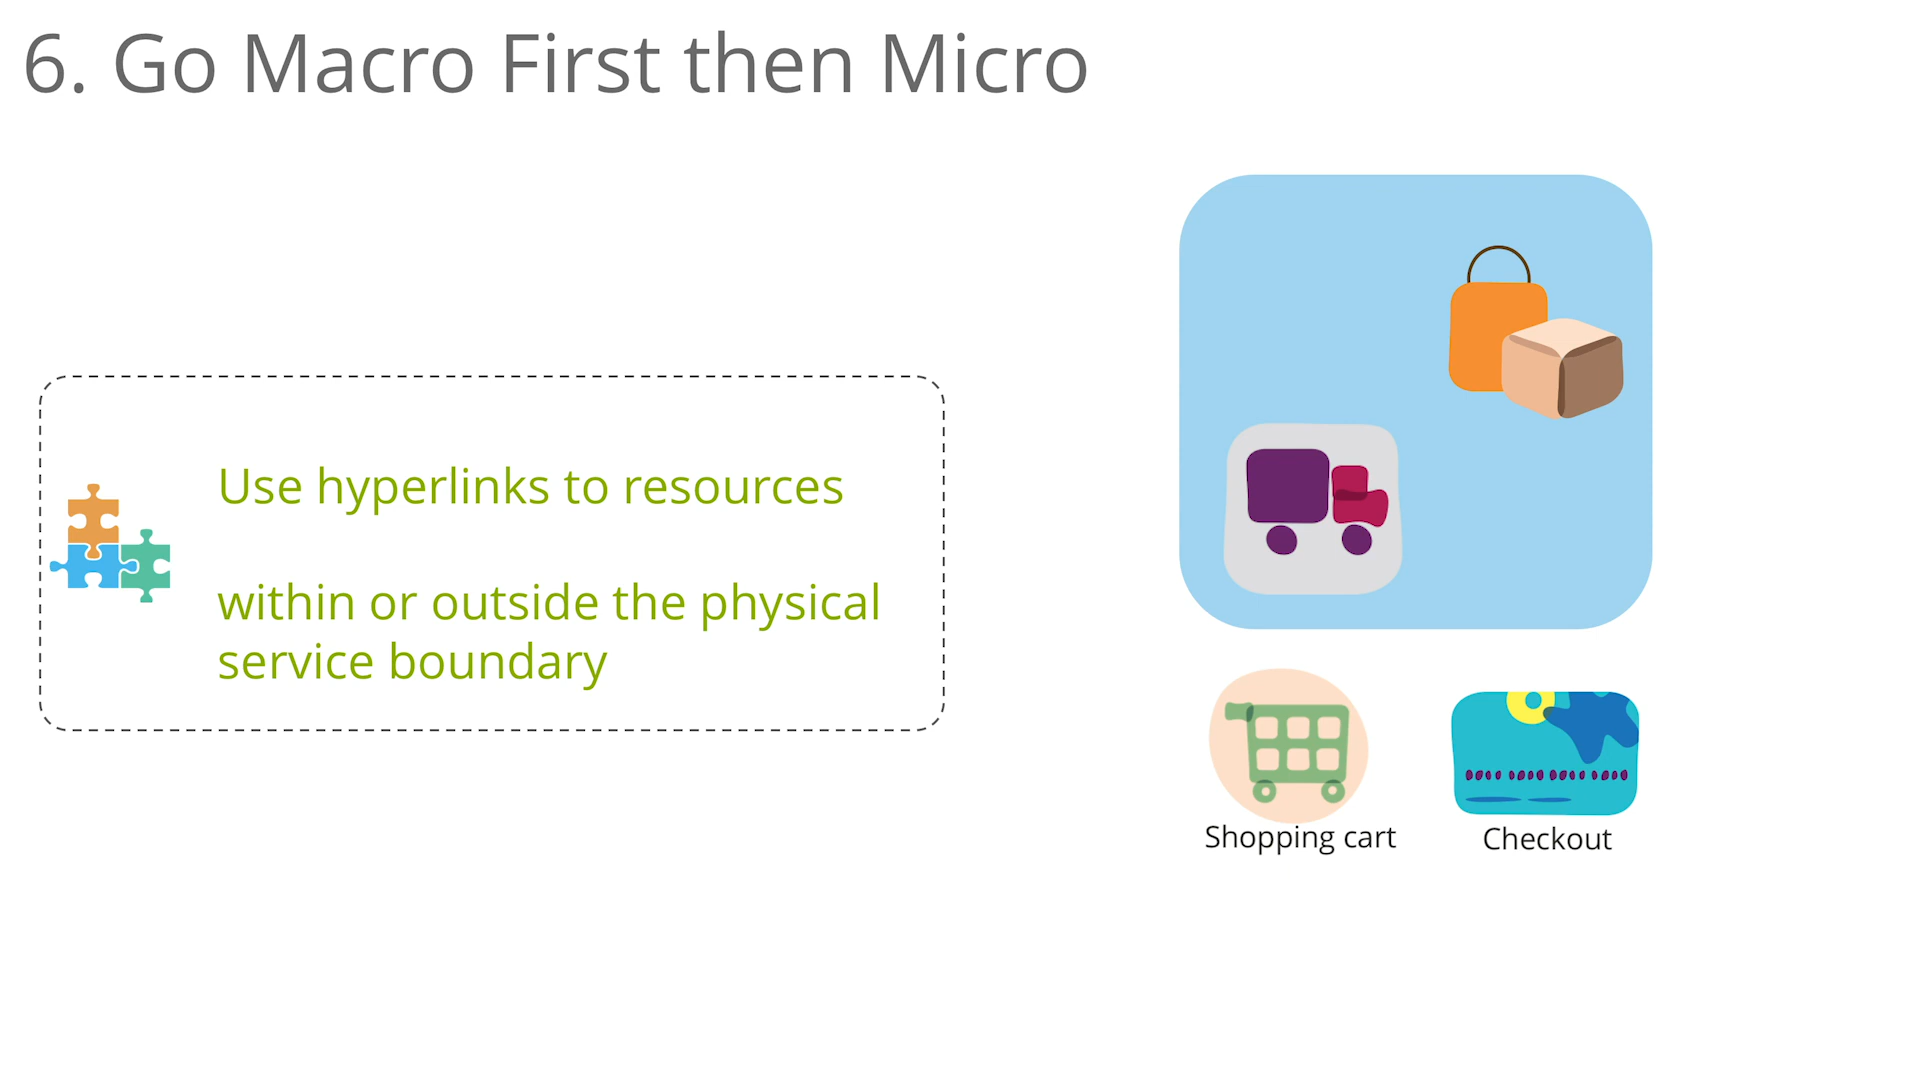 6. Go Macro First then Micro
Use hyperlinks to resources
within or outside the physical
service boundary
Shopping cart
Checkout